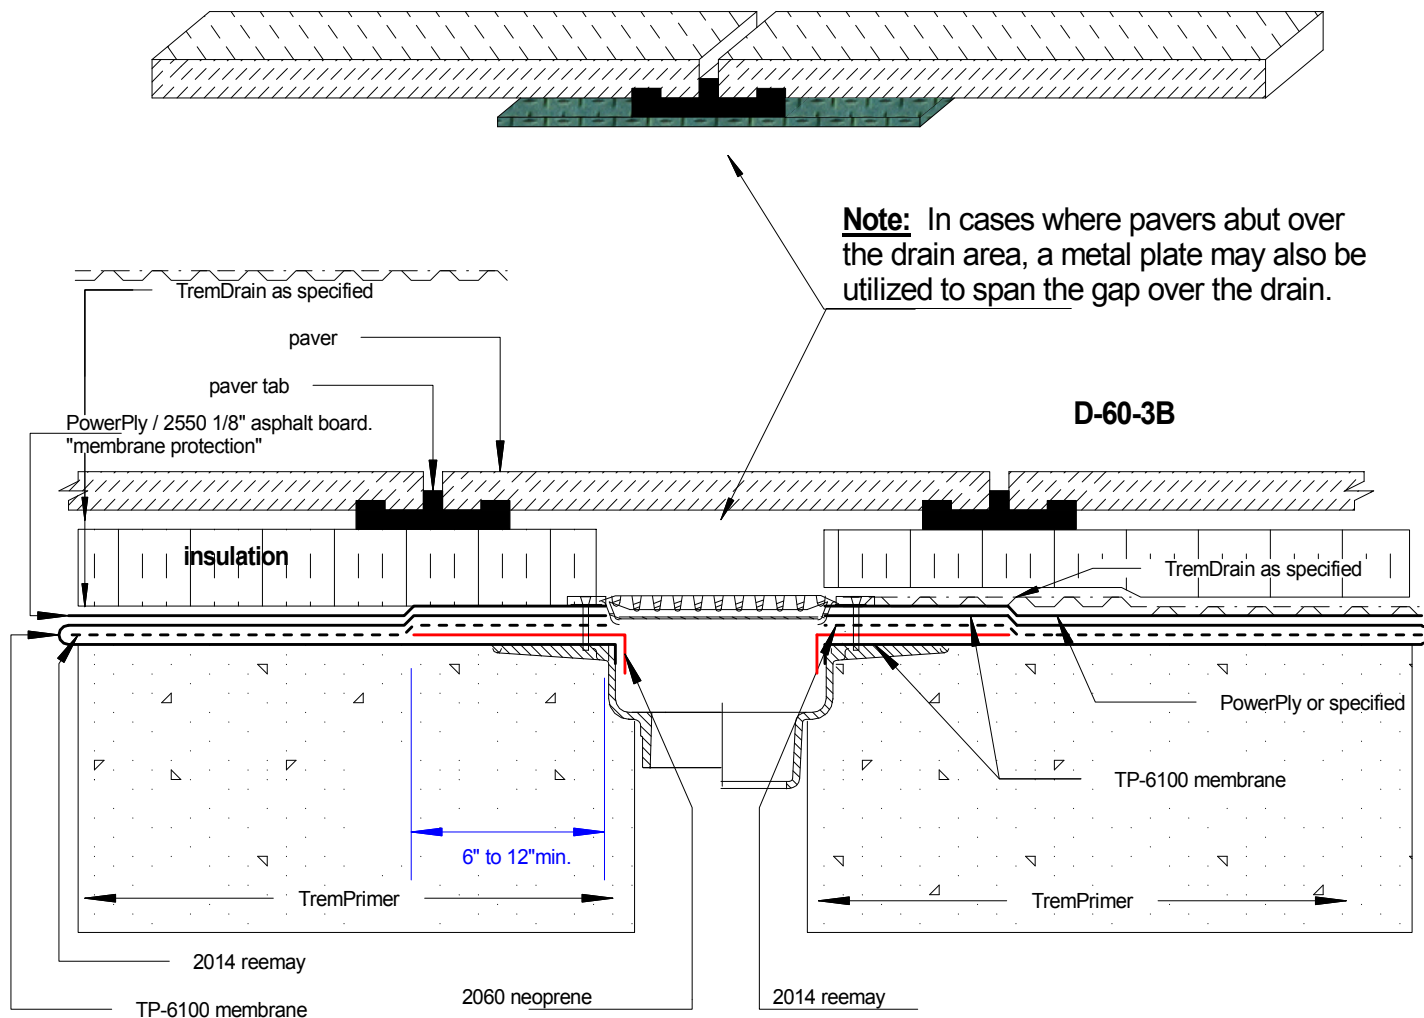 Note: In cases where pavers abut over
the drain area, a metal plate may also be
utilized to span the gap over the drain.
TremDrain as specified
paver
paver tab
D-60-3B
PowerPly / 2550 1/8" asphalt board.
"membrane protection"
insulation
TremDrain as specified
PowerPly or specified
TP-6100 membrane
6" to 12"min.
TremPrimer
TremPrimer
2014 reemay
2060 neoprene
2014 reemay
TP-6100 membrane